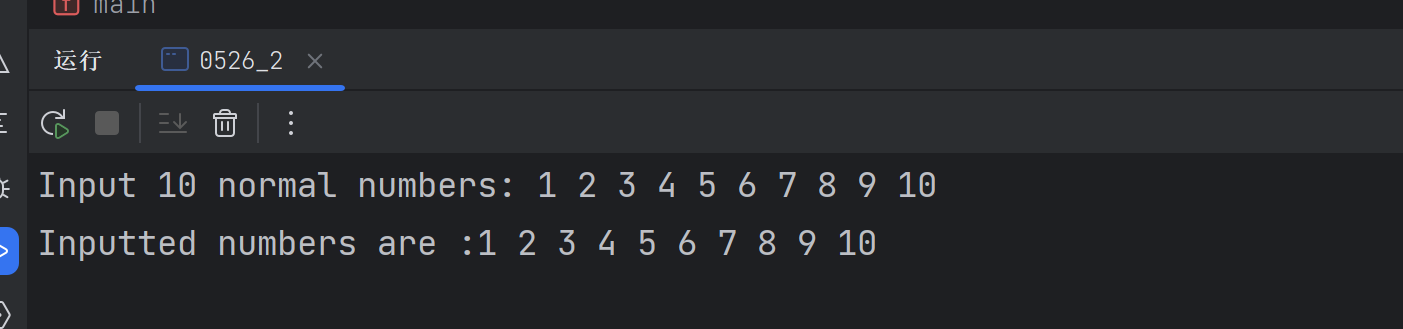 main
运行 0526_2
Input 10 normal numbers: 1 2 3 4 5 6 7 8 9 10
Inputted numbers are :1 2 3 4 5 6 7 8 9 10